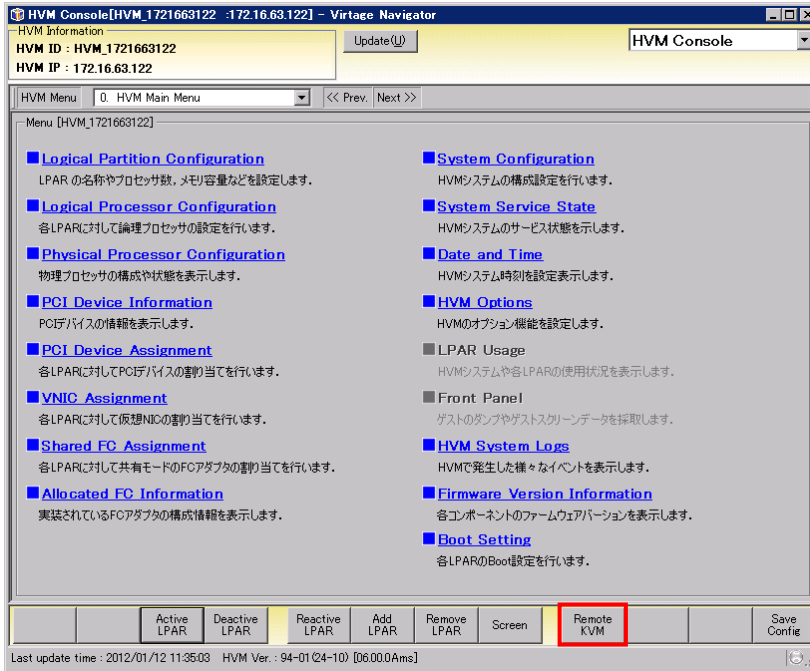 HVM Console[HVM_1721663122 :172.16.63.122] - Virtage Navigator
HVM Information
HVM ID : HVM_1721663122
HVM IP : 172.16.63.122
Update(U)
HVM Console
HVM Menu
0. HVM Main Menu
<< Prev.
Next >>
Menu [HVM_1721663122]
Logical Partition Configuration
LPAR の名称やプロセッサ数，メモリ容量などを設定します．
Logical Processor Configuration
各LPARに対して論理プロセッサの設定を行います．
Physical Processor Configuration
物理プロセッサの構成や状態を表示します．
PCI Device Information
PCIデバイスの情報を表示します．
PCI Device Assignment
各LPARに対してPCIデバイスの割り当てを行います．
VNIC Assignment
各LPARに対して仮想NICの割り当てを行います．
Shared FC Assignment
各LPARに対して共有モードのFCアダプタの割り当てを行います．
Allocated FC Information
実装されているFCアダプタの構成情報を表示します．
System Configuration
HVMシステムの構成設定を行います．
System Service State
HVMシステムのサービス状態を示します．
Date and Time
HVMシステム時刻を設定表示します．
HVM Options
HVMのオプション機能を設定します．
LPAR Usage
HVMシステムや各LPARの使用状況を表示します．
Front Panel
ゲストのダンプやゲストスクリーンデータを採取します．
HVM System Logs
HVMで発生した様々なイベントを表示します．
Firmware Version Information
各コンポーネントのファームウェアバージョンを表示します．
Boot Setting
各LPARのBoot設定を行います．
Active LPAR
Deactive LPAR
Reactive LPAR
Add LPAR
Remove LPAR
Screen
Remote KVM
Save Config
Last update time : 2012/01/12 11:35:03 HVM Ver. : 94-01(24-10) [06.00.0Ams]